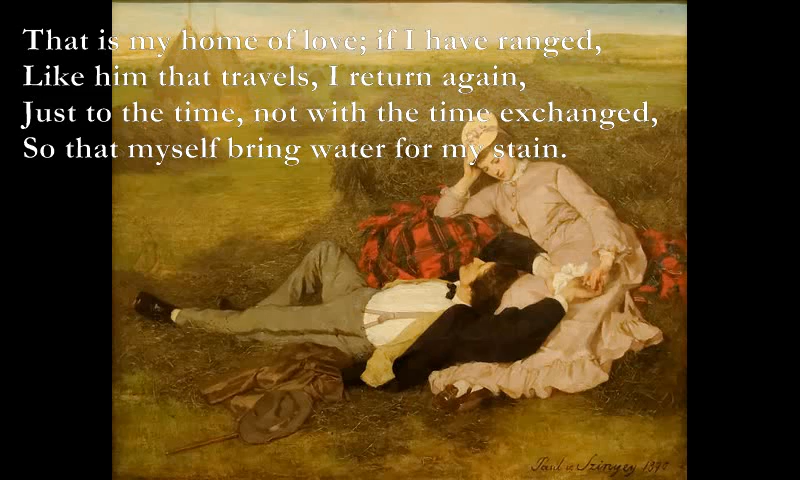 That is my home of love; if I have ranged,
Like him that travels, I return again,
Just to the time, not with the time exchanged,
So that myself bring water for my stain.
Szinyey